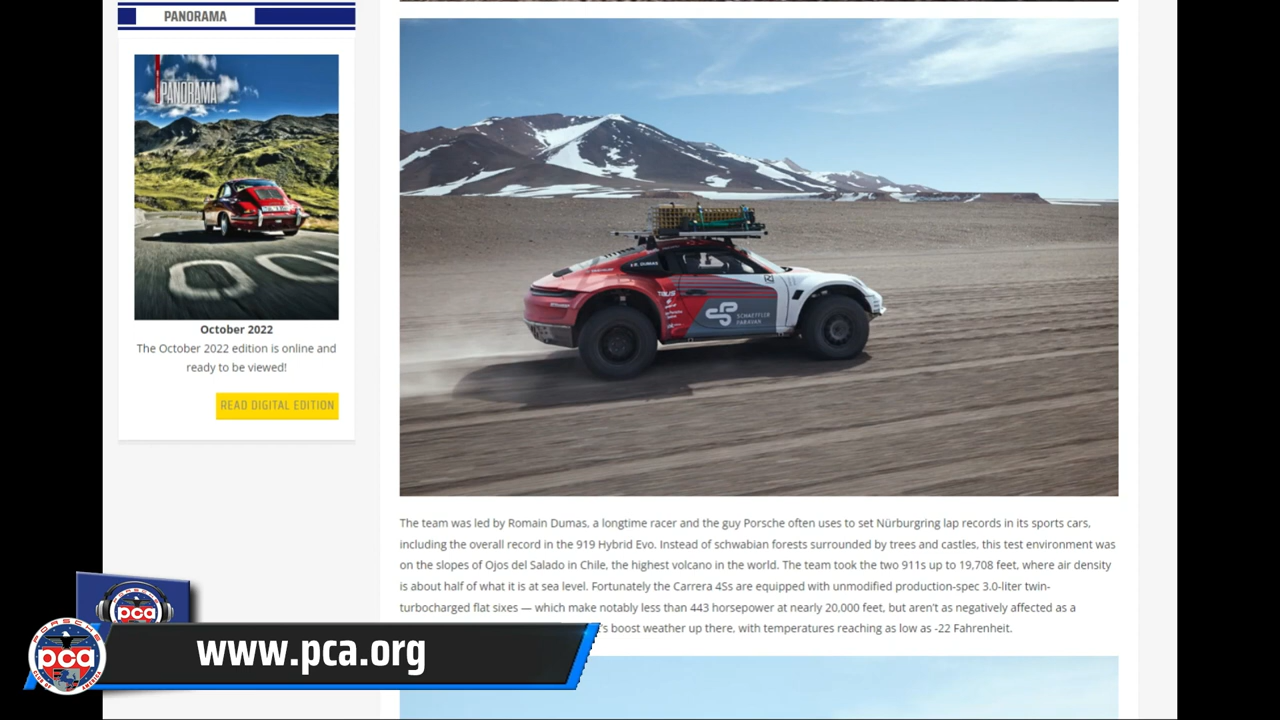 PANORAMA
PANORAMA
October 2022
The October 2022 edition is online and
ready to be viewed!
READ DIGITAL EDITION
J.R. DUMAS
SCHAEFFLER
PARAVAN
The team was led by Romain Dumas, a longtime racer and the guy Porsche often uses to set Nürburgring lap records in its sports cars,
including the overall record in the 919 Hybrid Evo. Instead of schwabian forests surrounded by trees and castles, this test environment was
on the slopes of Ojos del Salado in Chile, the highest volcano in the world. The team took the two 911s up to 19,708 feet, where air density
is about half of what it is at sea level. Fortunately the Carrera 4Ss are equipped with unmodified production-spec 3.0-liter twin-
turbocharged flat sixes — which make notably less than 443 horsepower at nearly 20,000 feet, but aren't as negatively affected as a
's boost weather up there, with temperatures reaching as low as -22 Fahrenheit.
pca
PORSCHE
pca
CLUB OF AMERICA
www.pca.org